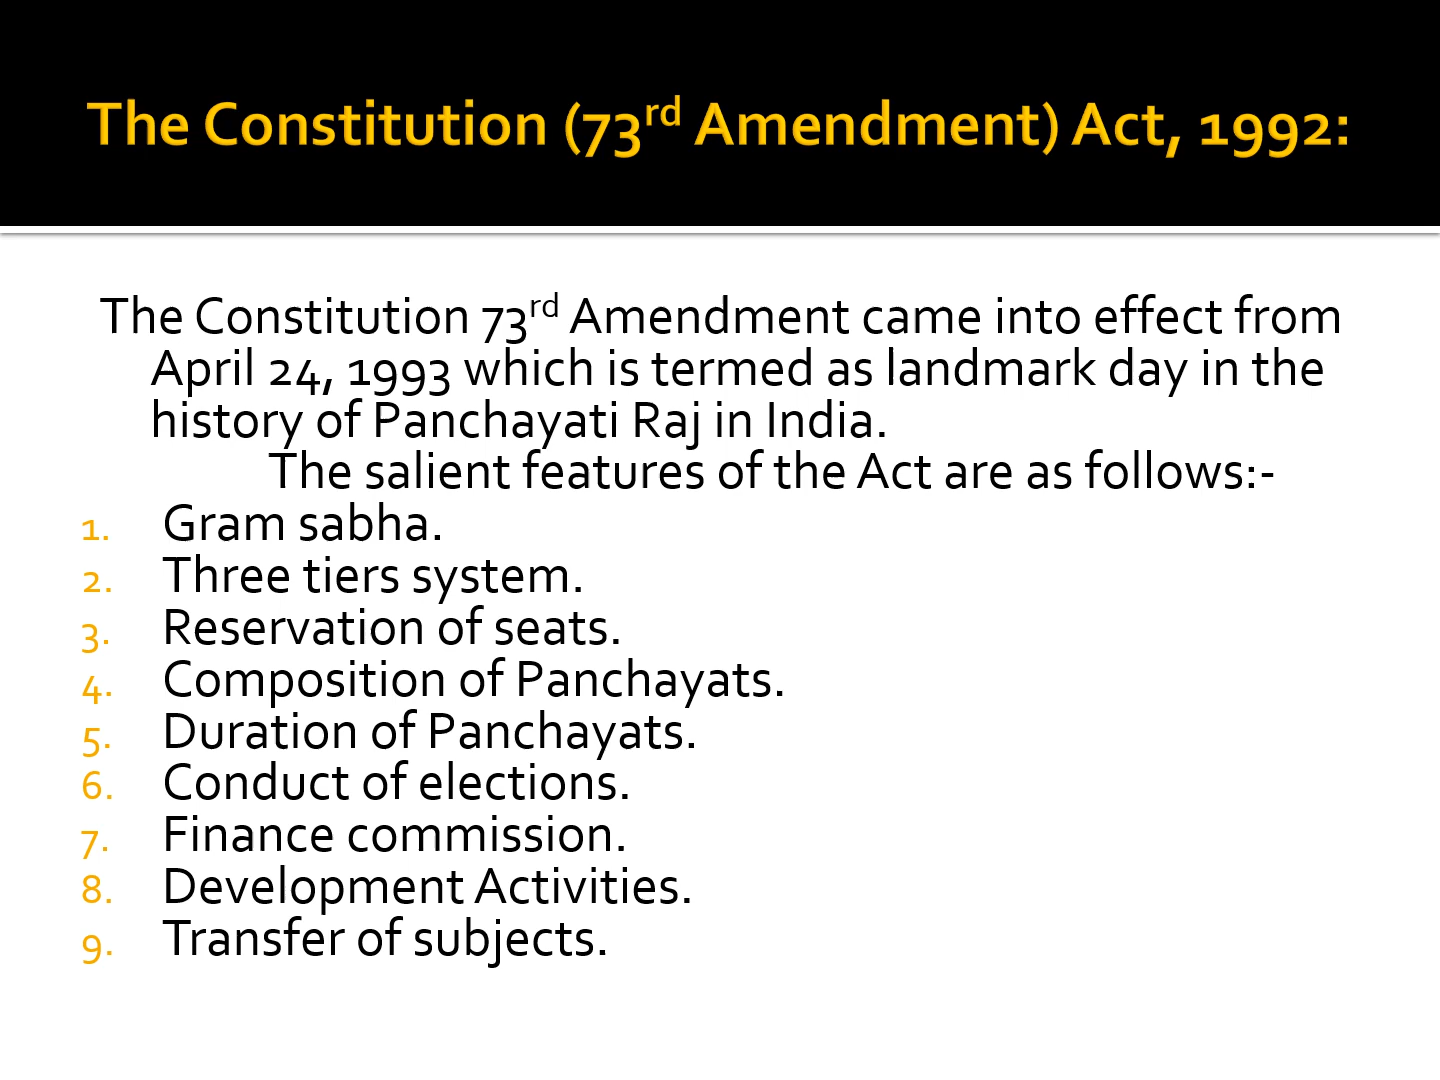 The Constitution (73rd Amendment) Act, 1992:
The Constitution 73rd Amendment came into effect from
April 24, 1993 which is termed as landmark day in the
history of Panchayati Raj in India.
The salient features of the Act are as follows:-
1. Gram sabha.
2. Three tiers system.
3. Reservation of seats.
4. Composition of Panchayats.
5. Duration of Panchayats.
6. Conduct of elections.
7. Finance commission.
8. Development Activities.
9. Transfer of subjects.